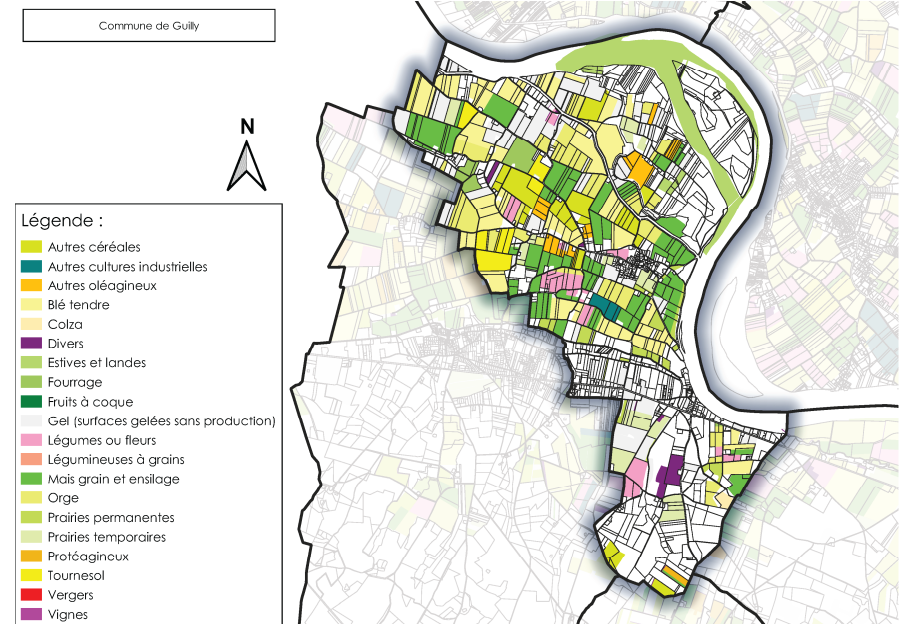 Commune de Guilly
N
Légende :
Autres céréales
Autres cultures industrielles
Autres oléagineux
Blé tendre
Colza
Divers
Estives et landes
Fourrage
Fruits à coque
Gel (surfaces gelées sans production)
Légumes ou fleurs
Légumineuses à grains
Mais grain et ensilage
Orge
Prairies permanentes
Prairies temporaires
Protéagineux
Tournesol
Vergers
Vignes